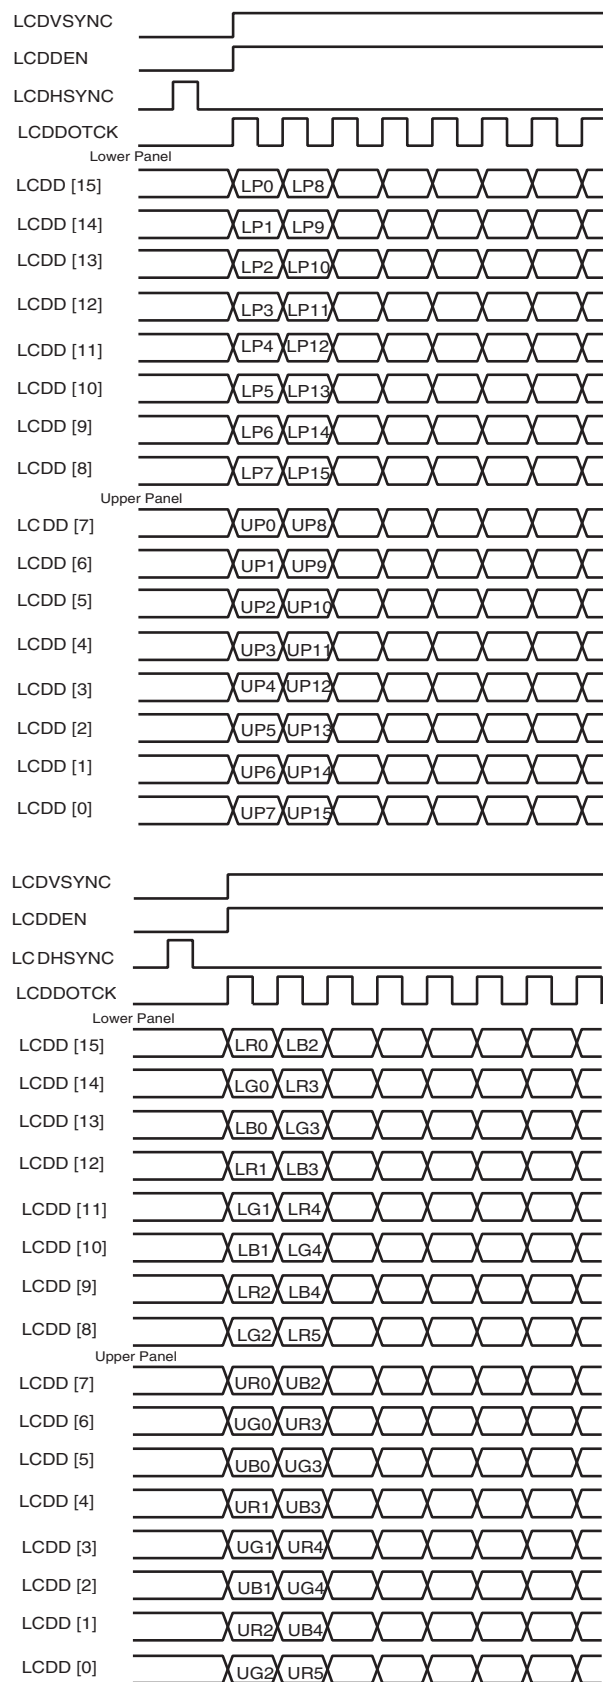 LCDVSYNC
LCDDEN
LCDHSYNC
LCDDOTCK
Lower Panel
LCDD [15] LP0 LP8
LCDD [14] LP1 LP9
LCDD [13] LP2 LP10
LCDD [12] LP3 LP11
LCDD [11] LP4 LP12
LCDD [10] LP5 LP13
LCDD [9] LP6 LP14
LCDD [8] LP7 LP15
Upper Panel
LCDD [7] UP0 UP8
LCDD [6] UP1 UP9
LCDD [5] UP2 UP10
LCDD [4] UP3 UP11
LCDD [3] UP4 UP12
LCDD [2] UP5 UP13
LCDD [1] UP6 UP14
LCDD [0] UP7 UP15
LCDVSYNC
LCDDEN
LCDHSYNC
LCDDOTCK
Lower Panel
LCDD [15] LR0 LB2
LCDD [14] LG0 LR3
LCDD [13] LB0 LG3
LCDD [12] LR1 LB3
LCDD [11] LG1 LR4
LCDD [10] LB1 LG4
LCDD [9] LR2 LB4
LCDD [8] LG2 LR5
Upper Panel
LCDD [7] UR0 UB2
LCDD [6] UG0 UR3
LCDD [5] UB0 UG3
LCDD [4] UR1 UB3
LCDD [3] UG1 UR4
LCDD [2] UB1 UG4
LCDD [1] UR2 UB4
LCDD [0] UG2 UR5